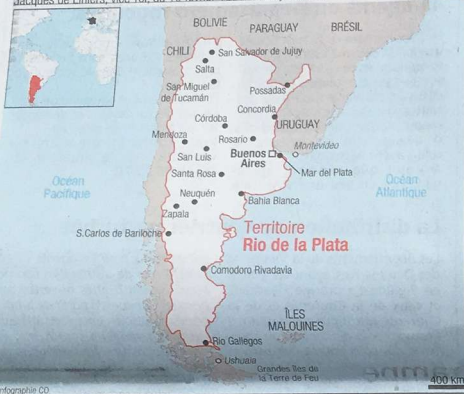 BOLIVIE
PARAGUAY
BRÉSIL
CHILI
San Salvador de Jujuy
Salta
San Miguel
de Tucamán
Possadas
Concordia
Córdoba
URUGUAY
Mendoza
Rosario
Montevideo
San Luis
Buenos
Aires
Santa Rosa
Mar del Plata
Océan
Pacifique
Océan
Atlantique
Neuquén
Bahia Blanca
Zapala
Territoire
Rio de la Plata
S.Carlos de Bariloche
Comodoro Rivadavia
ÎLES
MALOUINES
Rio Gallegos
Ushuaia
Grandes îles de
la Terre de Feu
400 km
nfographie CO